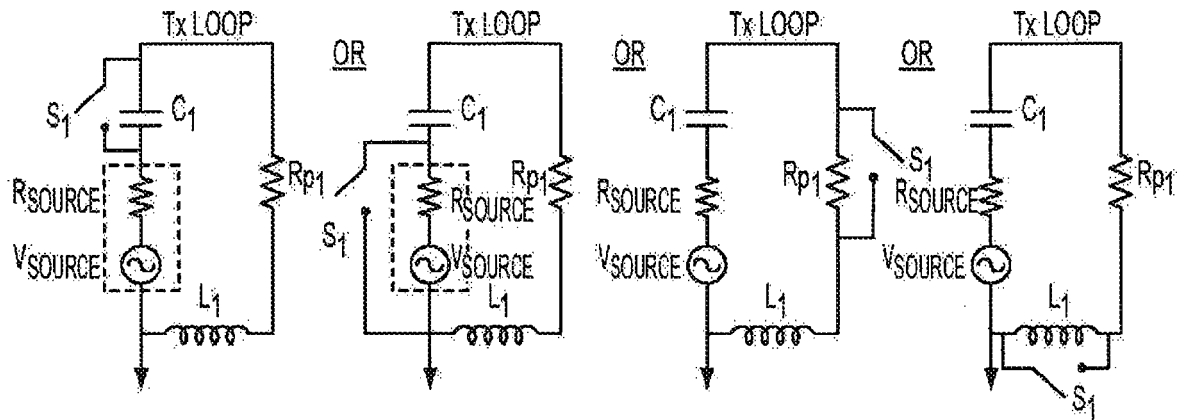 Tx LOOP
S1
C1
RSOURCE
Rp1
VSOURCE
L1
OR
Tx LOOP
C1
RSOURCE
Rp1
S1
VSOURCE
L1
OR
Tx LOOP
C1
S1
Rp1
RSOURCE
VSOURCE
L1
OR
Tx LOOP
C1
RSOURCE
Rp1
VSOURCE
L1
S1